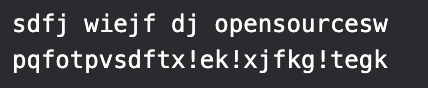 sdfj wiejf dj opensourcesw
pqfotpvsdftx!ek!xjfkg!tegk